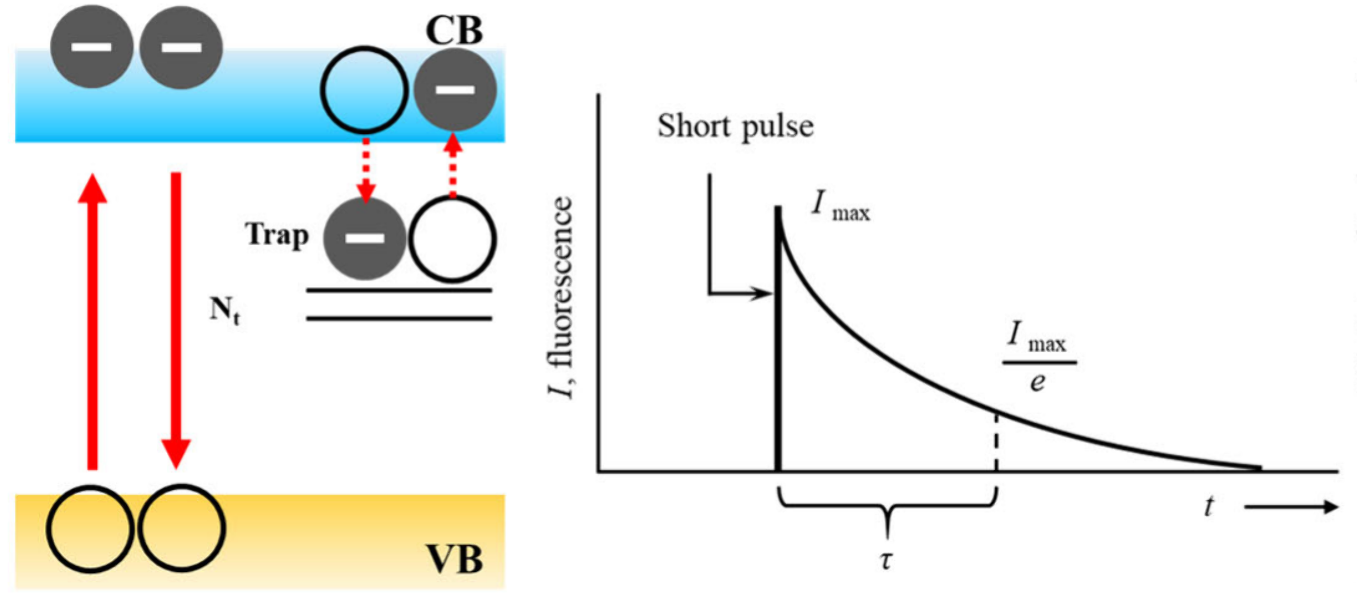 CB
Trap
N_t
VB
Short pulse
I_max
I_max
e
I, fluorescence
t
τ